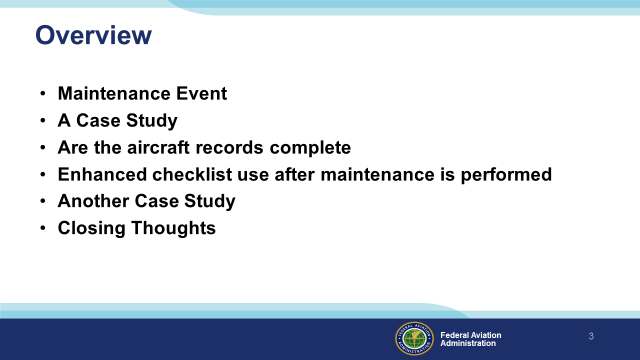 Overview
• Maintenance Event
• A Case Study
• Are the aircraft records complete
• Enhanced checklist use after maintenance is performed
• Another Case Study
• Closing Thoughts
Federal Aviation
Administration
3